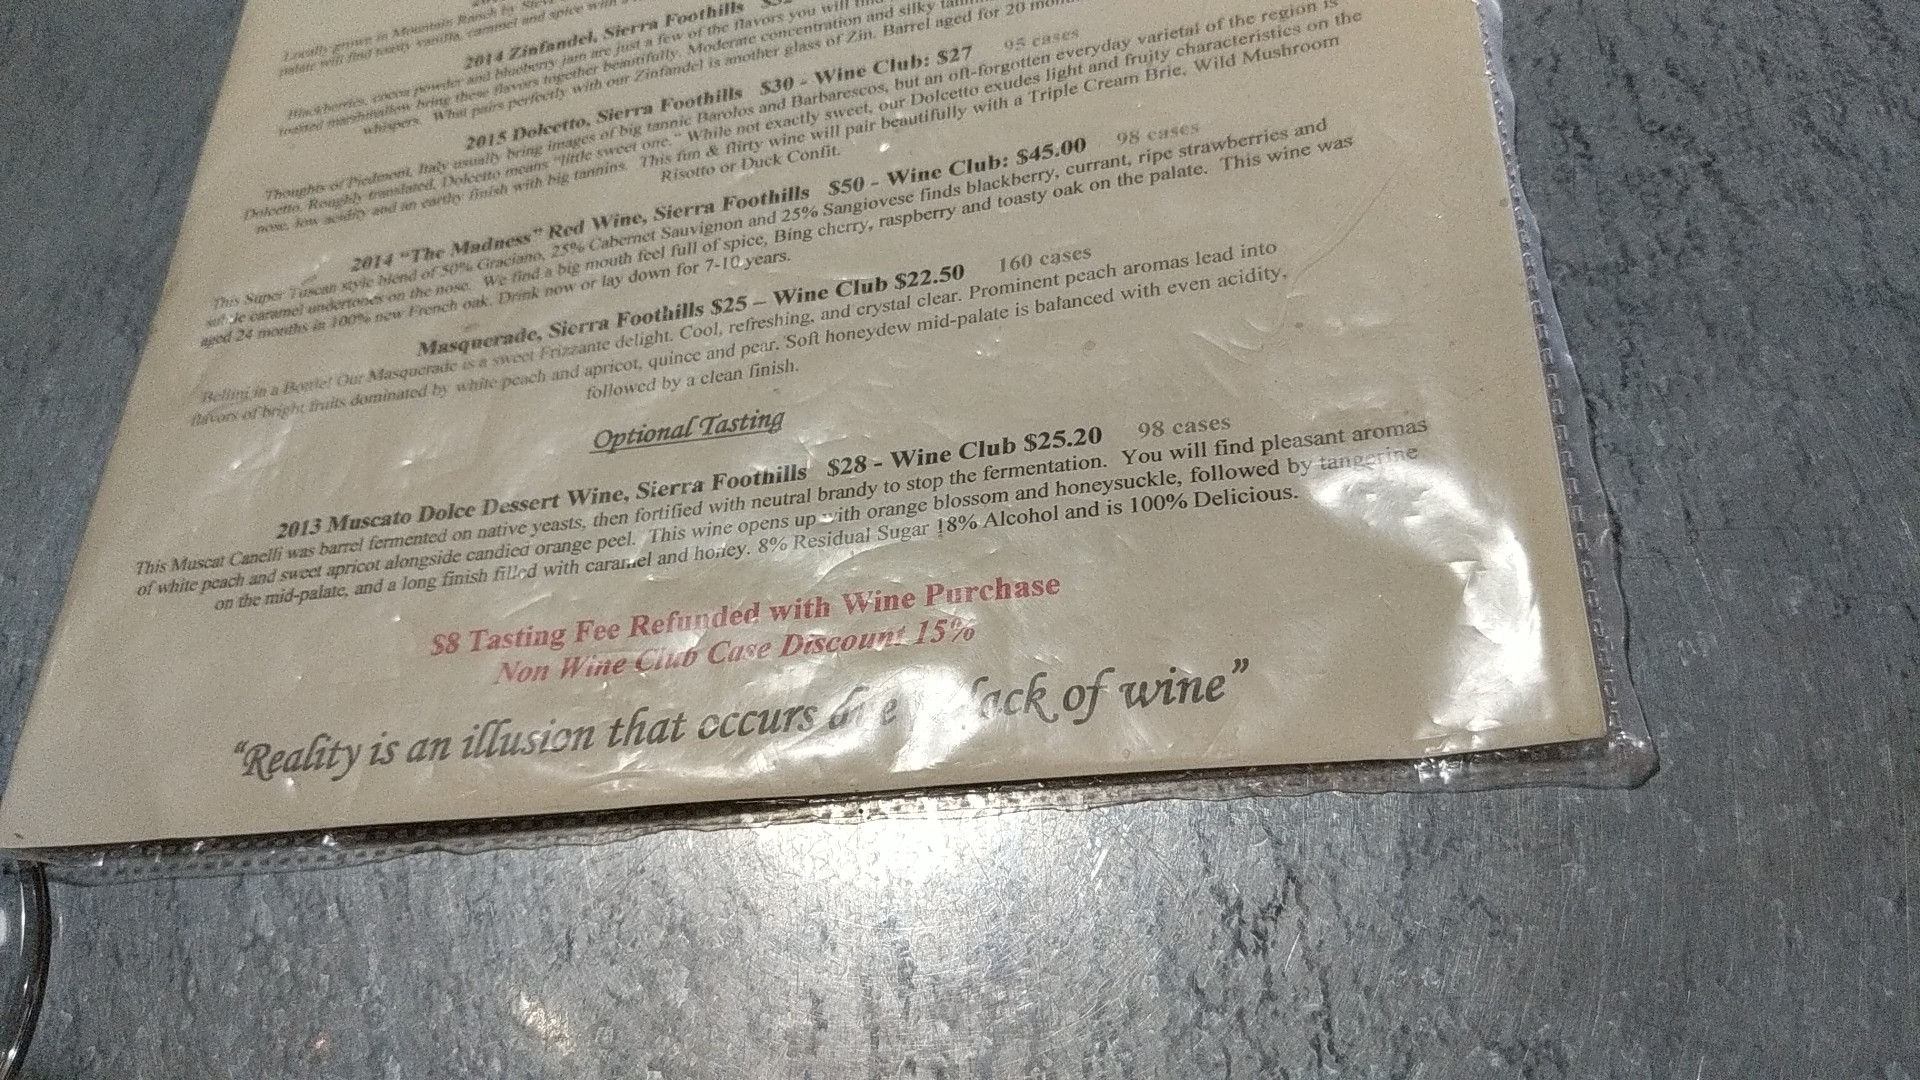 Locally grown in Mountain Ranch by
palate will find toasty vanilla, caramel and spice with
2014 Zinfandel, Sierra Foothills
Blackberries, cocoa powder and blueberry jam are just a few of the flavors you will find
toasted marshmallow bring these flavors together beautifully. Moderate concentration and silky
whispers. What pairs perfectly with our Zinfandel is another glass of Zin. Barrel aged for 20
2015 Dolcetto, Sierra Foothills $30 - Wine Club: $27 95 cases
Thoughts of Piedmont, Italy usually bring images of big tannic Barolos and Barbarescos, but an oft-forgotten everyday varietal of the region is
Dolcetto. Roughly translated, Dolcetto means "little sweet one." While not exactly sweet, our Dolcetto exudes light and fruity characteristics on the
nose, low acidity and an earthy finish with big tannins. This fun & flirty wine will pair beautifully with a Triple Cream Brie, Wild Mushroom
Risotto or Duck Confit.
2014 "The Madness" Red Wine, Sierra Foothills $50 - Wine Club: $45.00 98 cases
This Super Tuscan style blend of 50% Graciano, 25% Cabernet Sauvignon and 25% Sangiovese finds blackberry, currant, ripe strawberries and
subtle caramel undertones on the nose. We find a big mouth feel full of spice, Bing cherry, raspberry and toasty oak on the palate. This wine was
aged 24 months in 100% new French oak. Drink now or lay down for 7-10 years.
Masquerade, Sierra Foothills $25 – Wine Club $22.50 160 cases
Bellini in a Bottle! Our Masquerade is a sweet Frizzante delight. Cool, refreshing, and crystal clear. Prominent peach aromas lead into
flavors of bright fruits dominated by white peach and apricot, quince and pear. Soft honeydew mid-palate is balanced with even acidity,
followed by a clean finish.
Optional Tasting
2013 Muscato Dolce Dessert Wine, Sierra Foothills $28 - Wine Club $25.20 98 cases
This Muscat Canelli was barrel fermented on native yeasts, then fortified with neutral brandy to stop the fermentation. You will find pleasant aromas
of white peach and sweet apricot alongside candied orange peel. This wine opens up with orange blossom and honeysuckle, followed by tangerine
on the mid-palate, and a long finish filled with caramel and honey. 8% Residual Sugar 18% Alcohol and is 100% Delicious.
$8 Tasting Fee Refunded with Wine Purchase
Non Wine Club Case Discount 15%
"Reality is an illusion that occurs due lack of wine"